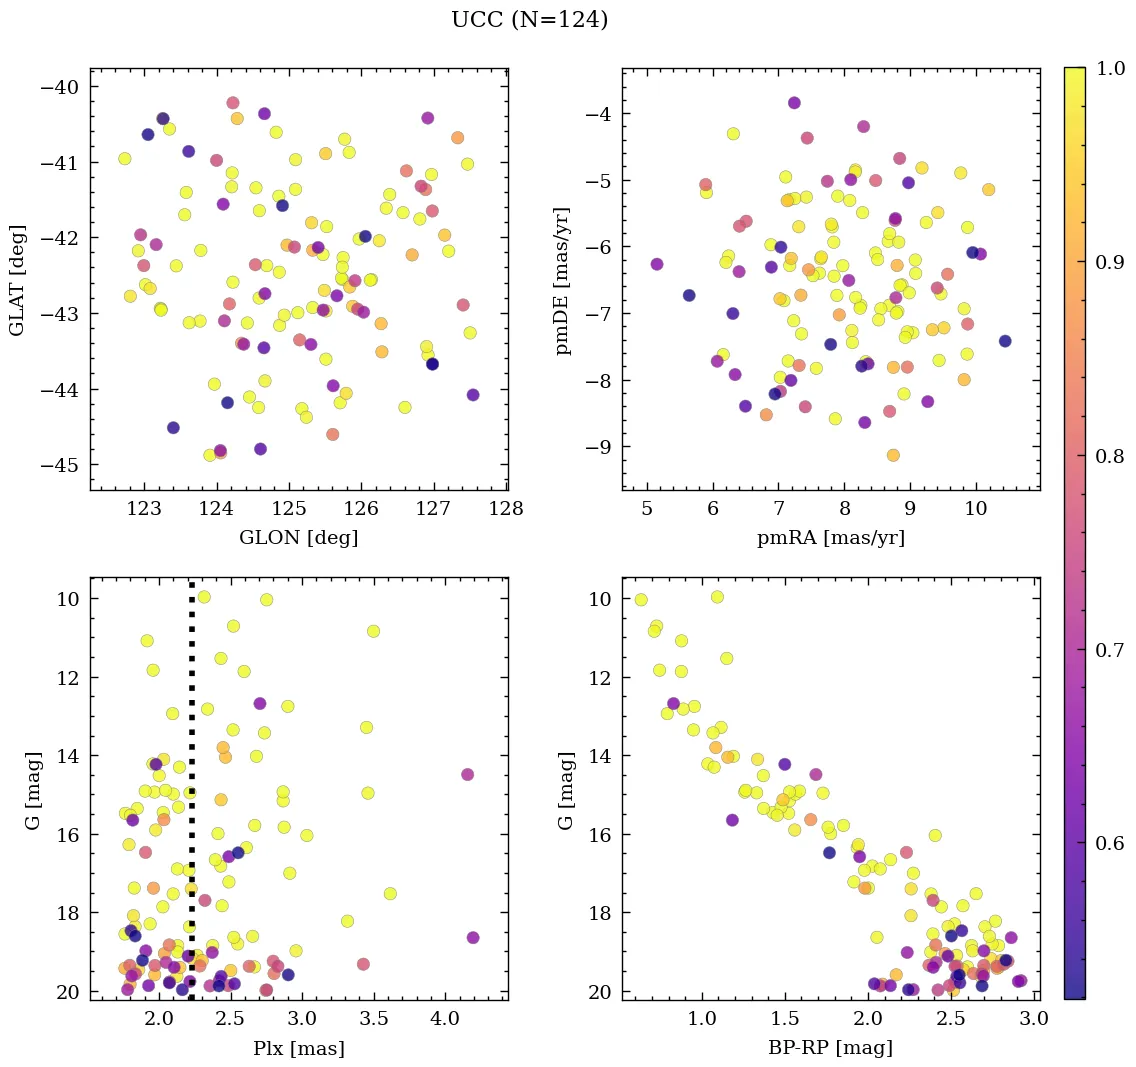 UCC (N=124)
−40
−41
−42
−43
−44
−45
GLAT [deg]
123 124 125 126 127 128
GLON [deg]
−4
−5
−6
−7
−8
−9
pmDE [mas/yr]
5 6 7 8 9 10
pmRA [mas/yr]
1.0
0.9
0.8
0.7
0.6
10
12
14
16
18
20
G [mag]
2.0 2.5 3.0 3.5 4.0
Plx [mas]
10
12
14
16
18
20
G [mag]
1.0 1.5 2.0 2.5 3.0
BP-RP [mag]